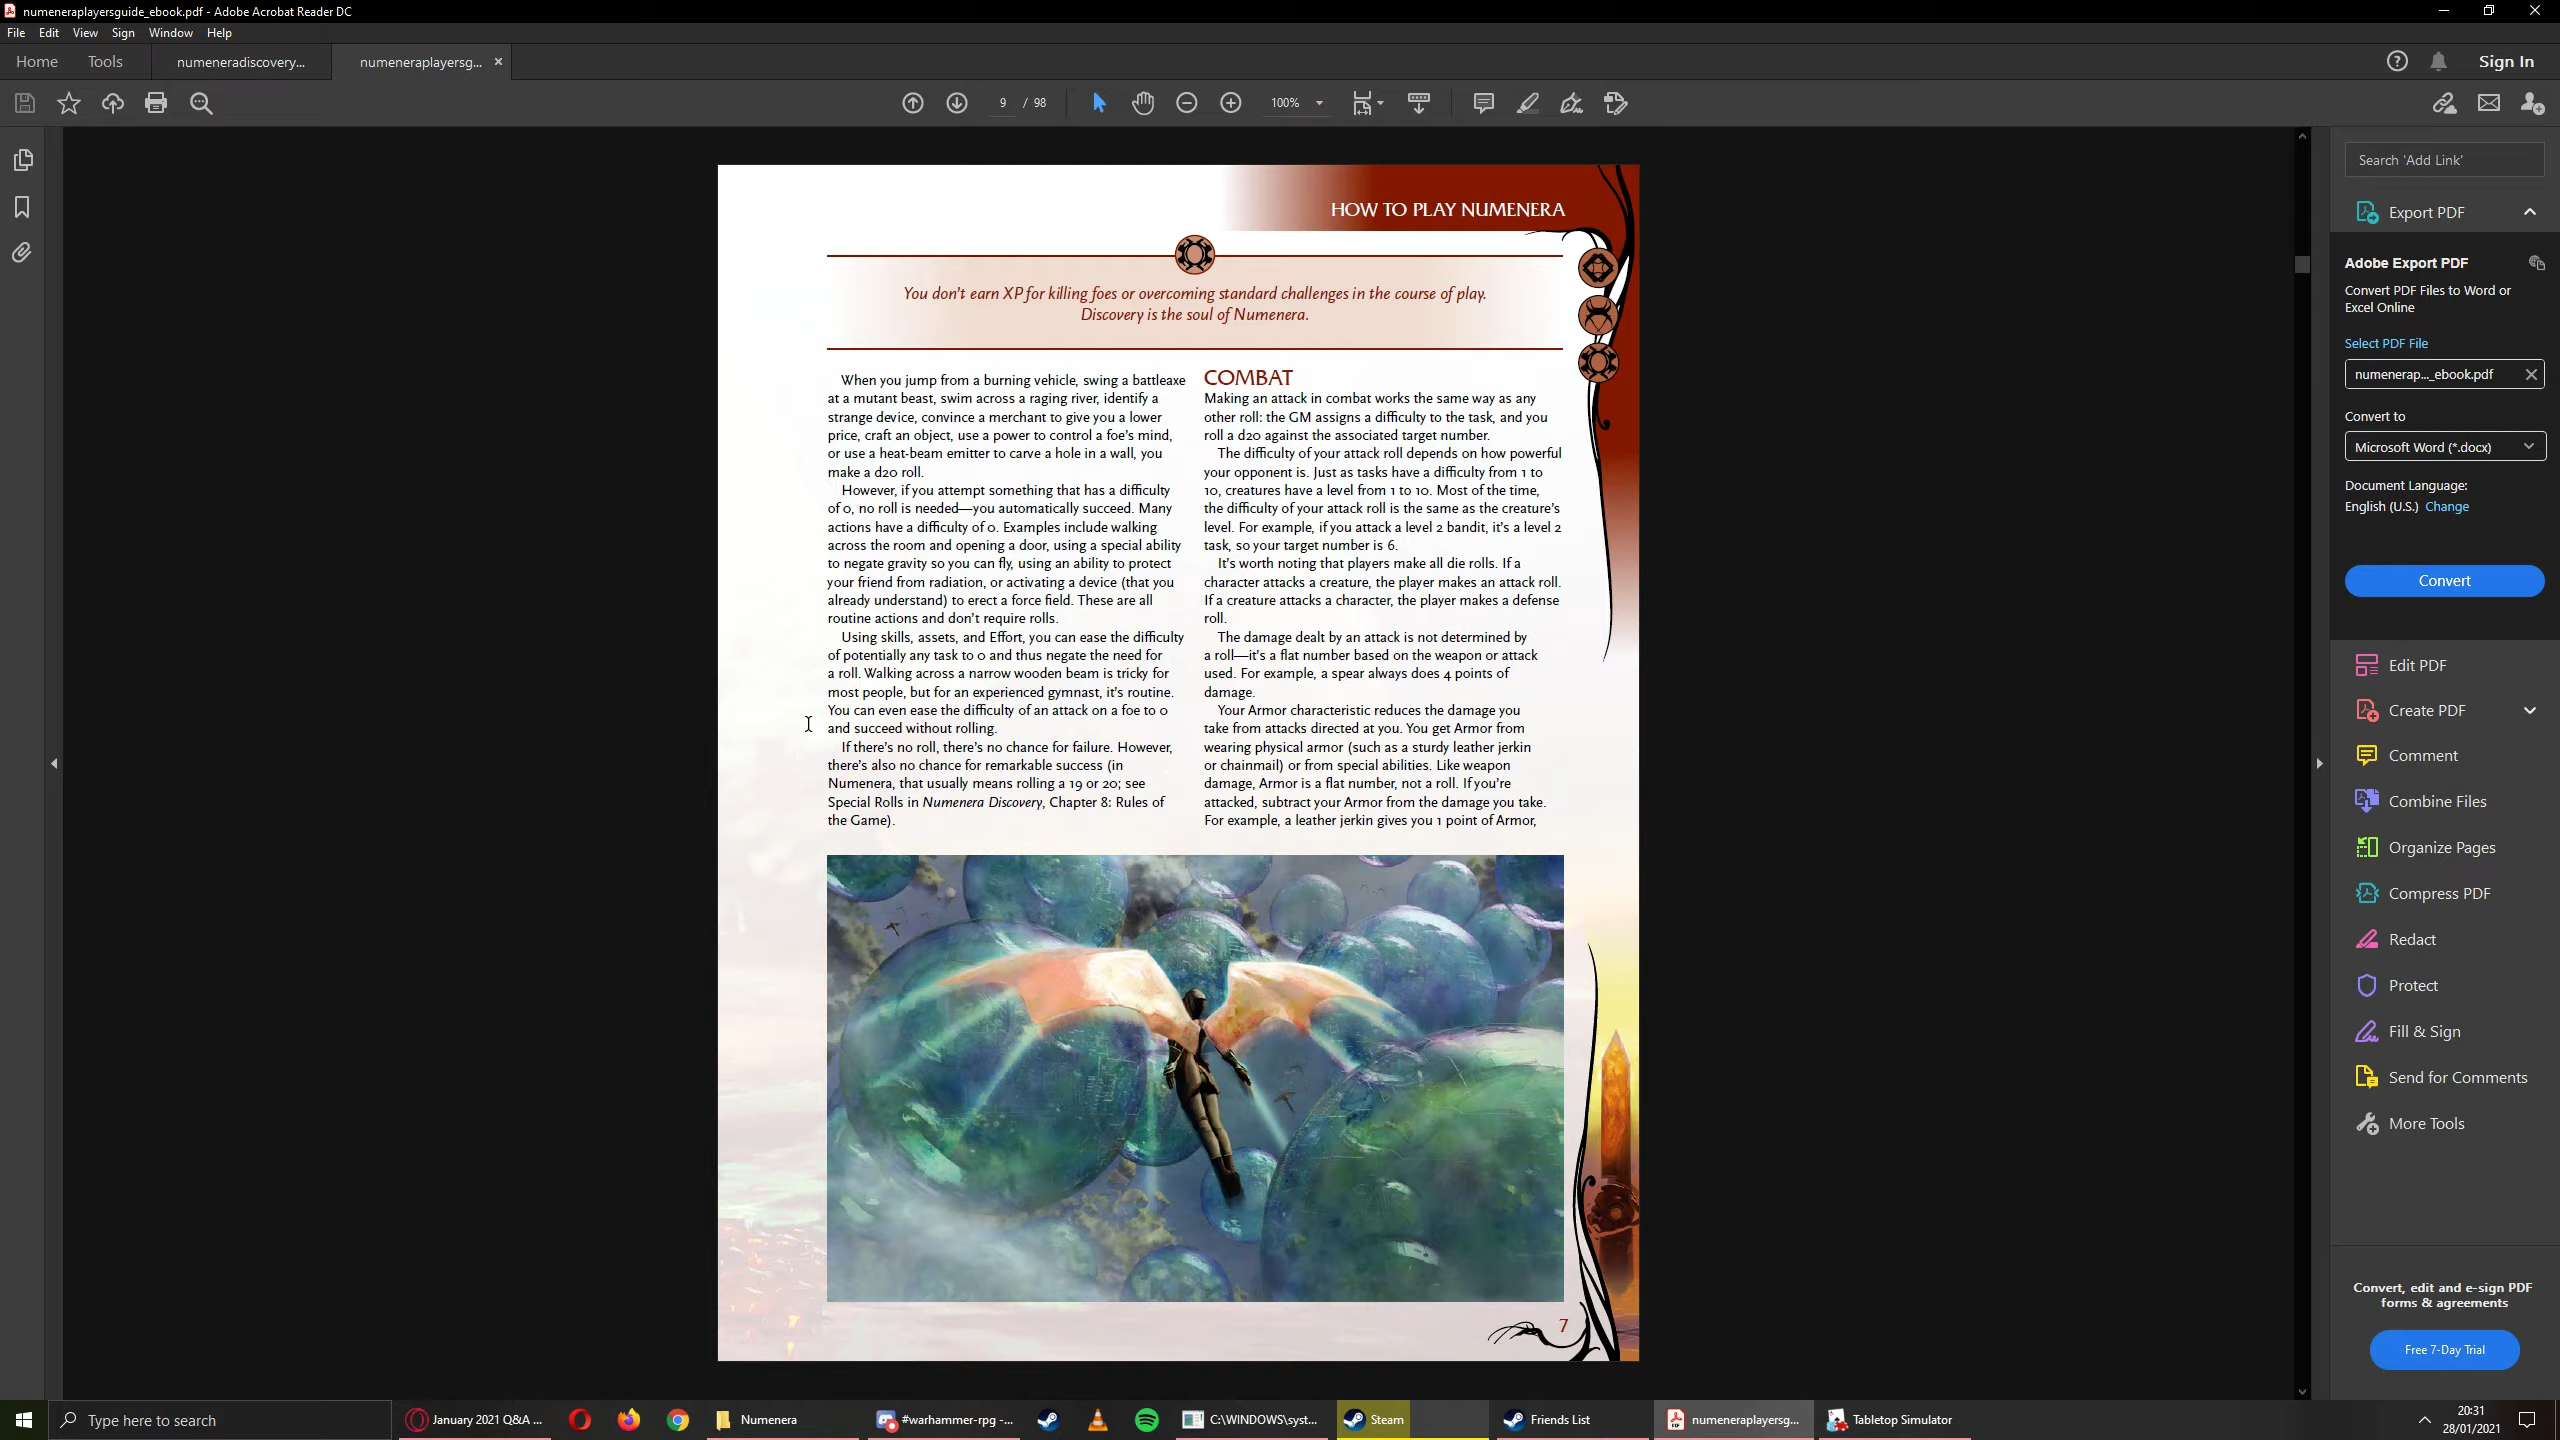 numeneraplayersguide_ebook.pdf - Adobe Acrobat Reader DC
File Edit View Sign Window Help
Home Tools numeneradiscovery... numeneraplayersg... Sign In
9 / 98 100%
HOW TO PLAY NUMENERA
You don't earn XP for killing foes or overcoming standard challenges in the course of play.
Discovery is the soul of Numenera.
When you jump from a burning vehicle, swing a battleaxe
at a mutant beast, swim across a raging river, identify a
strange device, convince a merchant to give you a lower
price, craft an object, use a power to control a foe's mind,
or use a heat-beam emitter to carve a hole in a wall, you
make a d20 roll.
However, if you attempt something that has a difficulty
of 0, no roll is needed—you automatically succeed. Many
actions have a difficulty of 0. Examples include walking
across the room and opening a door, using a special ability
to negate gravity so you can fly, using an ability to protect
your friend from radiation, or activating a device (that you
already understand) to erect a force field. These are all
routine actions and don't require rolls.
Using skills, assets, and Effort, you can ease the difficulty
of potentially any task to 0 and thus negate the need for
a roll. Walking across a narrow wooden beam is tricky for
most people, but for an experienced gymnast, it's routine.
You can even ease the difficulty of an attack on a foe to 0
and succeed without rolling.
If there's no roll, there's no chance for failure. However,
there's also no chance for remarkable success (in
Numenera, that usually means rolling a 19 or 20; see
Special Rolls in Numenera Discovery, Chapter 8: Rules of
the Game).
COMBAT
Making an attack in combat works the same way as any
other roll: the GM assigns a difficulty to the task, and you
roll a d20 against the associated target number.
The difficulty of your attack roll depends on how powerful
your opponent is. Just as tasks have a difficulty from 1 to
10, creatures have a level from 1 to 10. Most of the time,
the difficulty of your attack roll is the same as the creature's
level. For example, if you attack a level 2 bandit, it's a level 2
task, so your target number is 6.
It's worth noting that players make all die rolls. If a
character attacks a creature, the player makes an attack roll.
If a creature attacks a character, the player makes a defense
roll.
The damage dealt by an attack is not determined by
a roll—it's a flat number based on the weapon or attack
used. For example, a spear always does 4 points of
damage.
Your Armor characteristic reduces the damage you
take from attacks directed at you. You get Armor from
wearing physical armor (such as a sturdy leather jerkin
or chainmail) or from special abilities. Like weapon
damage, Armor is a flat number, not a roll. If you're
attacked, subtract your Armor from the damage you take.
For example, a leather jerkin gives you 1 point of Armor,
7
Search 'Add Link'
Export PDF
Adobe Export PDF
Convert PDF Files to Word or
Excel Online
Select PDF File
numenerap..._ebook.pdf
Convert to
Microsoft Word (*.docx)
Document Language:
English (U.S.) Change
Convert
Edit PDF
Create PDF
Comment
Combine Files
Organize Pages
Compress PDF
Redact
Protect
Fill & Sign
Send for Comments
More Tools
Convert, edit and e-sign PDF
forms & agreements
Free 7-Day Trial
Type here to search January 2021 Q&A ... Numenera #warhammer-rpg -... C:\WINDOWS\syst... Steam Friends List numeneraplayersg... Tabletop Simulator
20:31
28/01/2021